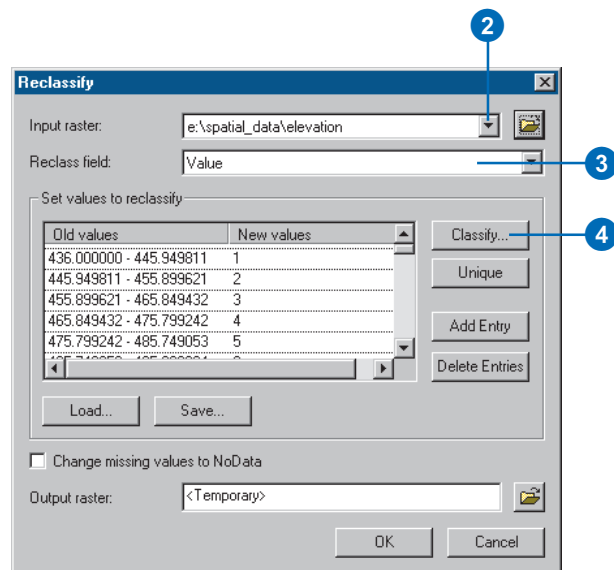 2
Reclassify
Input raster: e:\spatial_data\elevation
Reclass field: Value
3
Set values to reclassify
Old values New values
Classify...
4
436.000000 - 445.949811 1
445.949811 - 455.899621 2
Unique
455.899621 - 465.849432 3
465.849432 - 475.799242 4
Add Entry
475.799242 - 485.749053 5
Delete Entries
Load... Save...
Change missing values to NoData
Output raster: <Temporary>
OK Cancel